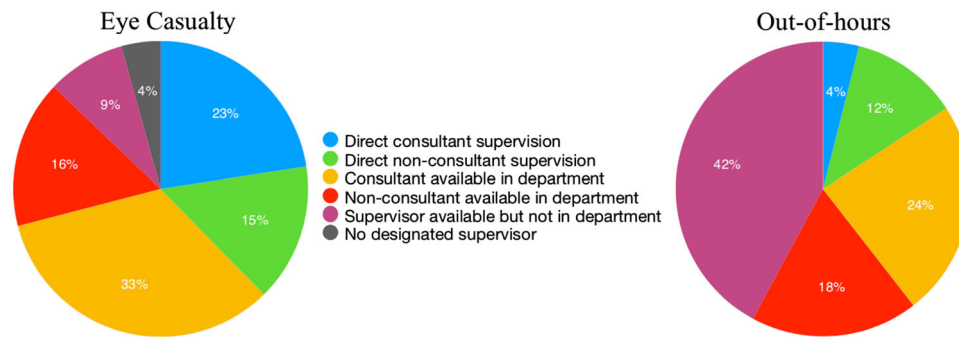 Eye Casualty
Out-of-hours
4%
23%
9%
16%
15%
33%
Direct consultant supervision
Direct non-consultant supervision
Consultant available in department
Non-consultant available in department
Supervisor available but not in department
No designated supervisor
4%
12%
42%
24%
18%